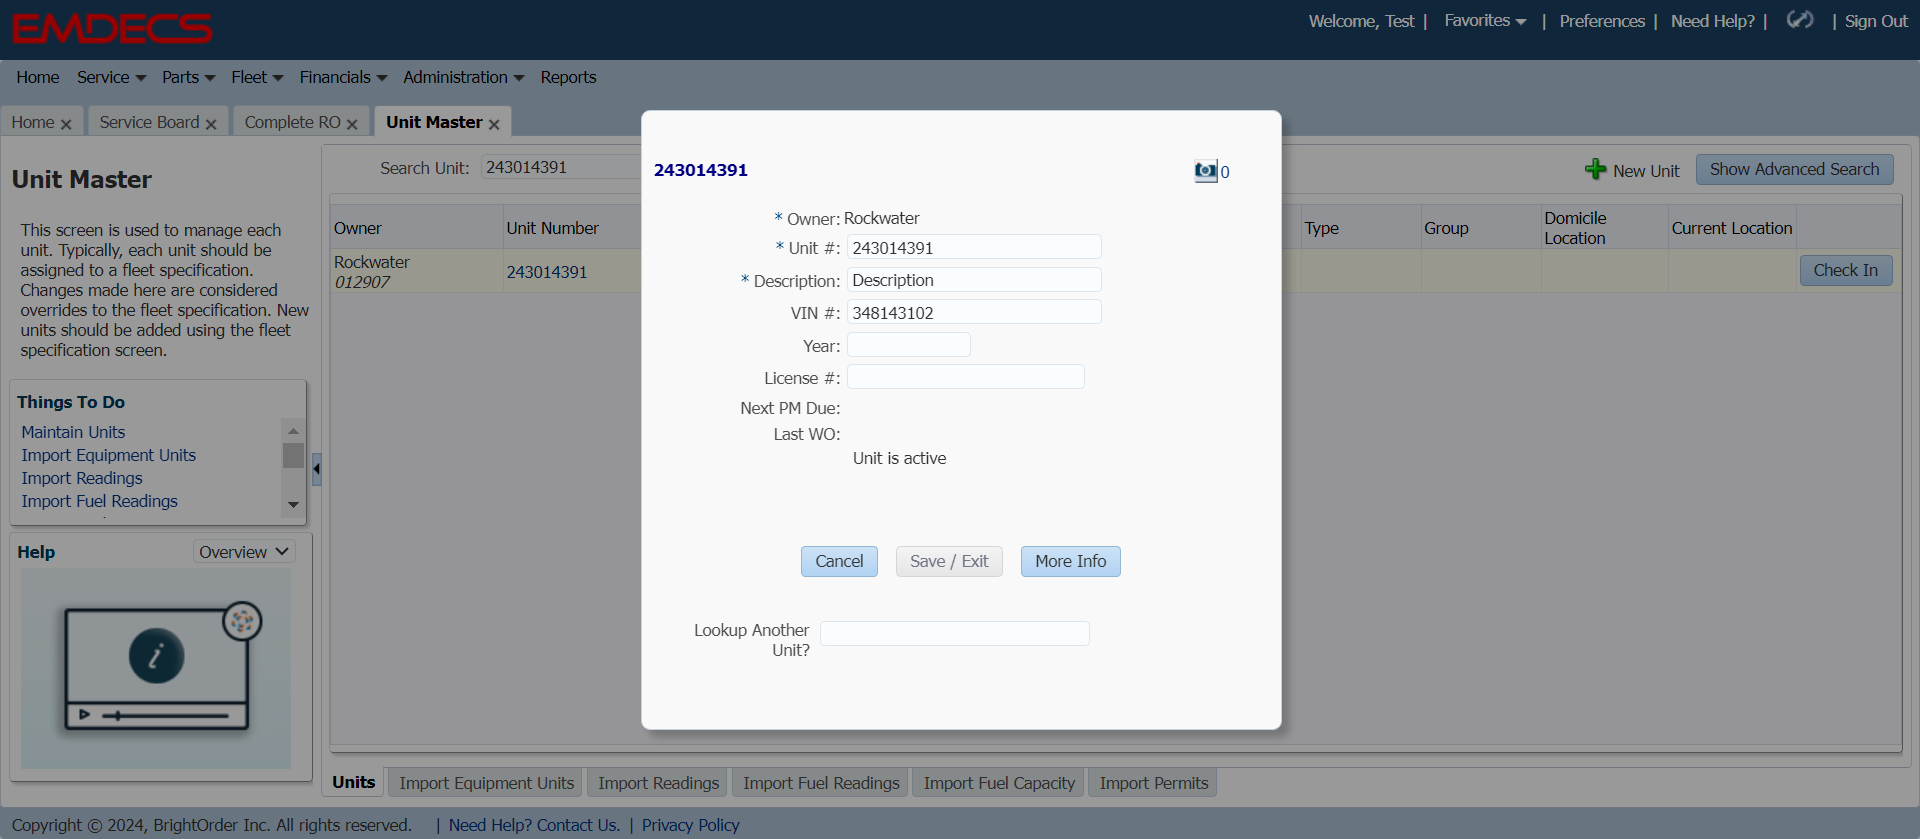 EMDECS
Welcome, Test | Favorites | Preferences | Need Help? | | Sign Out
Home Service Parts Fleet Financials Administration Reports
Home Service Board Complete RO Unit Master
Unit Master
This screen is used to manage each
unit. Typically, each unit should be
assigned to a fleet specification.
Changes made here are considered
overrides to the fleet specification. New
units should be added using the fleet
specification screen.
Things To Do
Maintain Units
Import Equipment Units
Import Readings
Import Fuel Readings
Help Overview
i
Search Unit: 243014391
New Unit Show Advanced Search
Owner Unit Number Type Group Domicile Location Current Location
Rockwater
012907
243014391
Check In
243014391
0
* Owner: Rockwater
* Unit #: 243014391
* Description: Description
VIN #: 348143102
Year:
License #:
Next PM Due:
Last WO:
Unit is active
Cancel Save / Exit More Info
Lookup Another
Unit?
Units Import Equipment Units Import Readings Import Fuel Readings Import Fuel Capacity Import Permits
Copyright © 2024, BrightOrder Inc. All rights reserved. | Need Help? Contact Us. | Privacy Policy